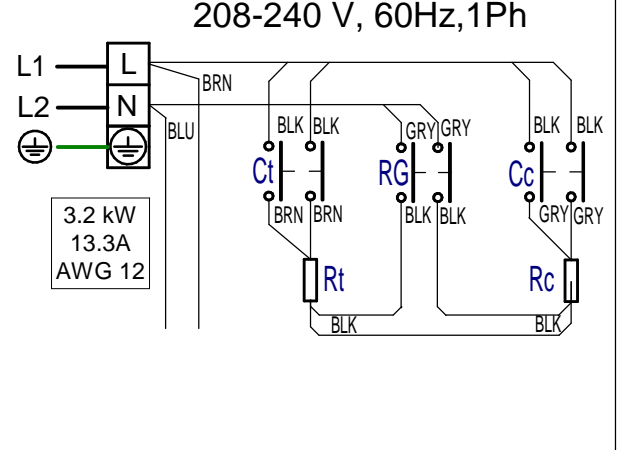 208-240 V, 60Hz,1Ph
L1 L
BRN
L2 N
BLU
BLK BLK GRY GRY BLK BLK
Ct RG Cc
BRN BRN BLK BLK GRY GRY
3.2 kW
13.3A
AWG 12
Rt Rc
BLK BLK